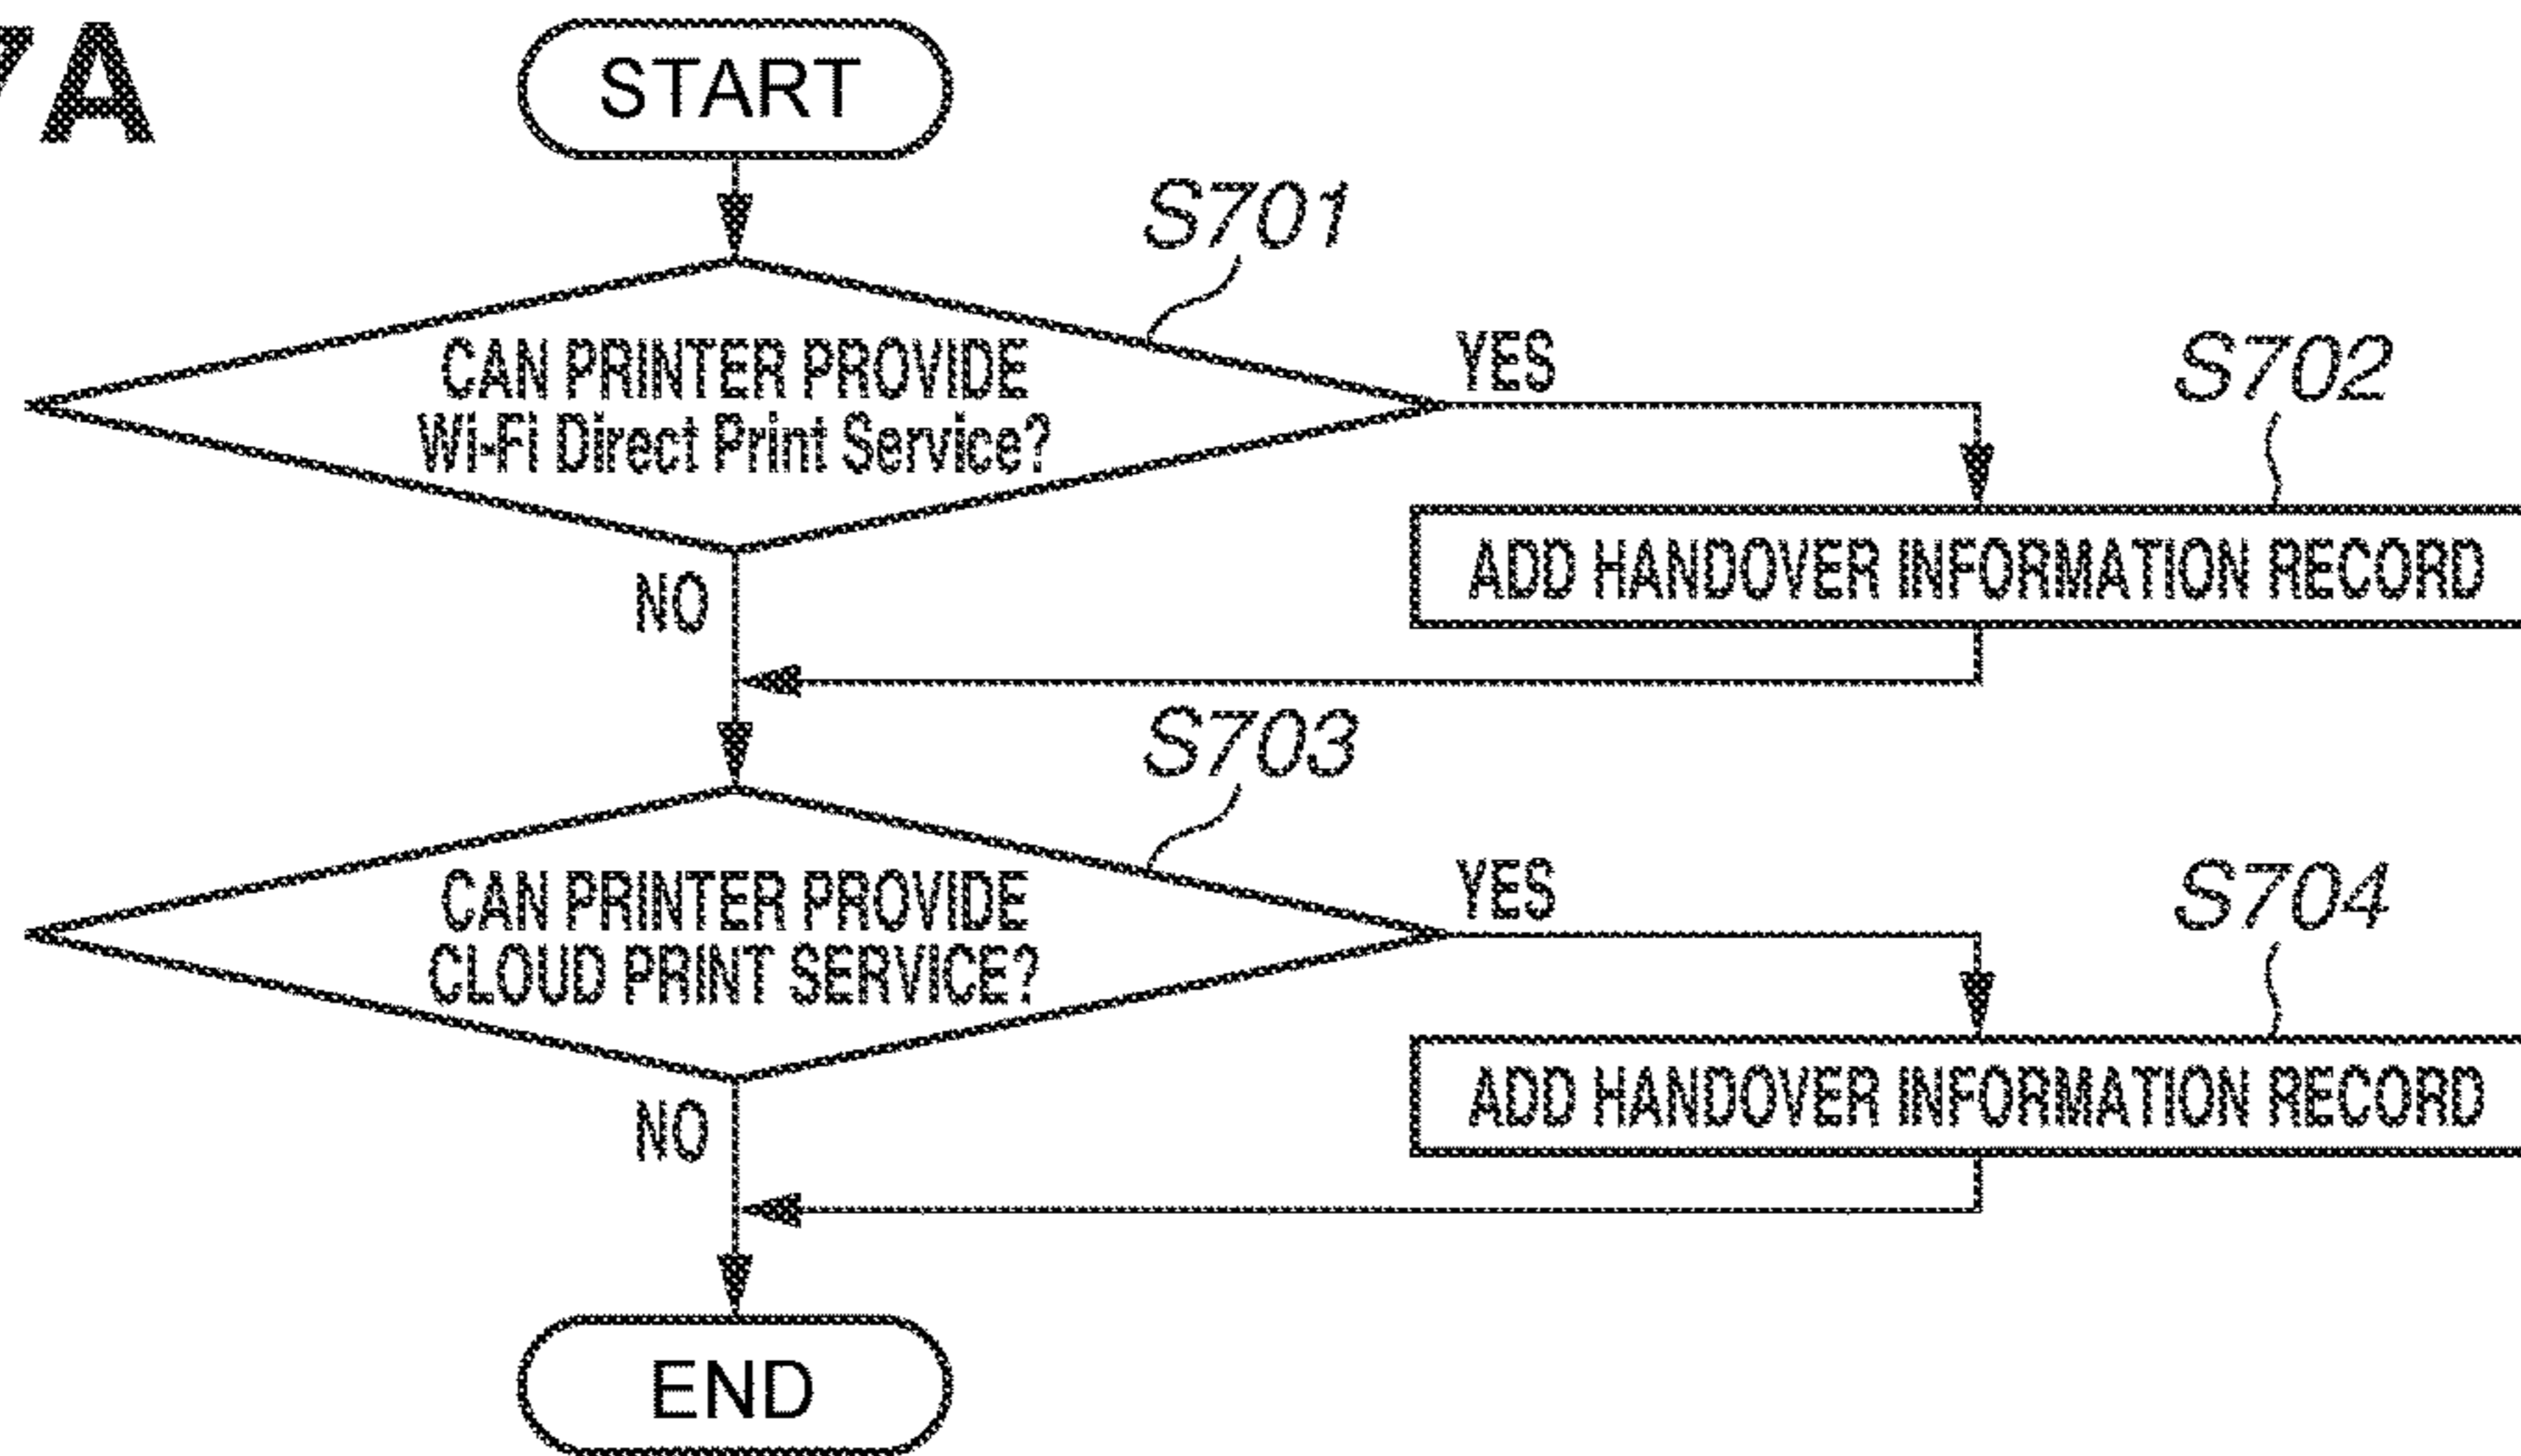 7A
START
S701
CAN PRINTER PROVIDE
Wi-Fi Direct Print Service?
YES
S702
ADD HANDOVER INFORMATION RECORD
NO
S703
CAN PRINTER PROVIDE
CLOUD PRINT SERVICE?
YES
S704
ADD HANDOVER INFORMATION RECORD
NO
END